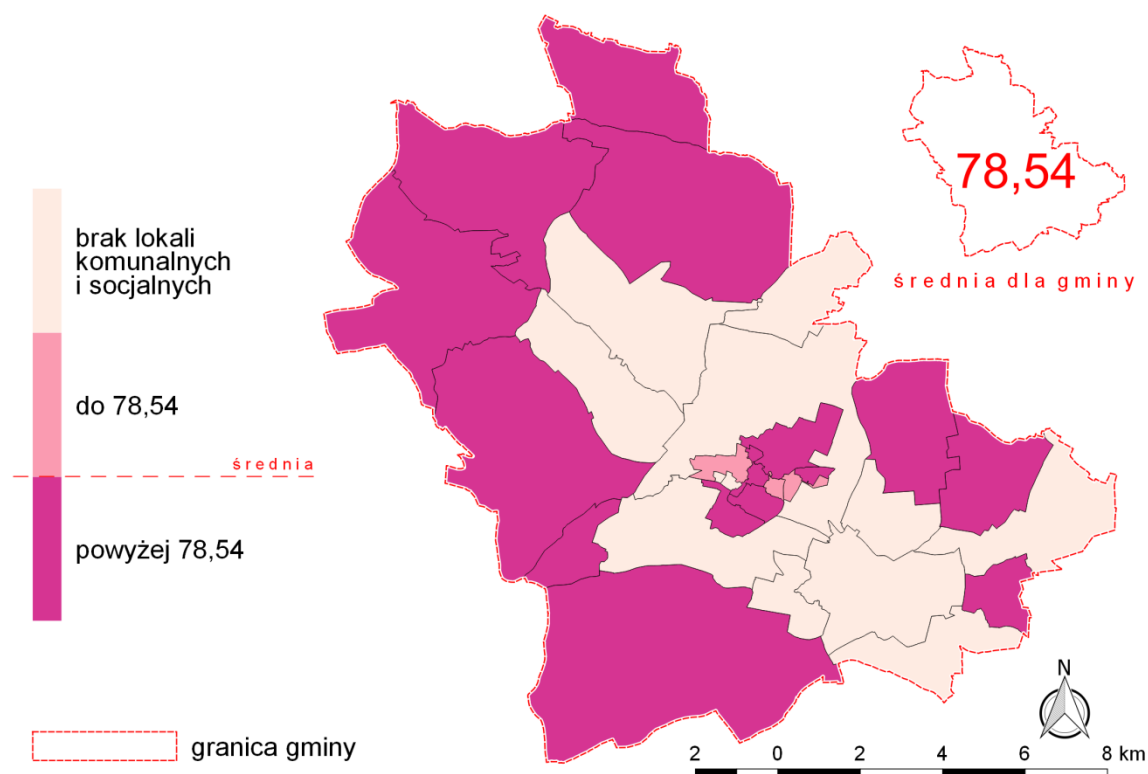 78,54
średnia dla gminy
brak lokali
komunalnych
i socjalnych
do 78,54
średnia
powyżej 78,54
granica gminy
N
2 0 2 4 6 8 km